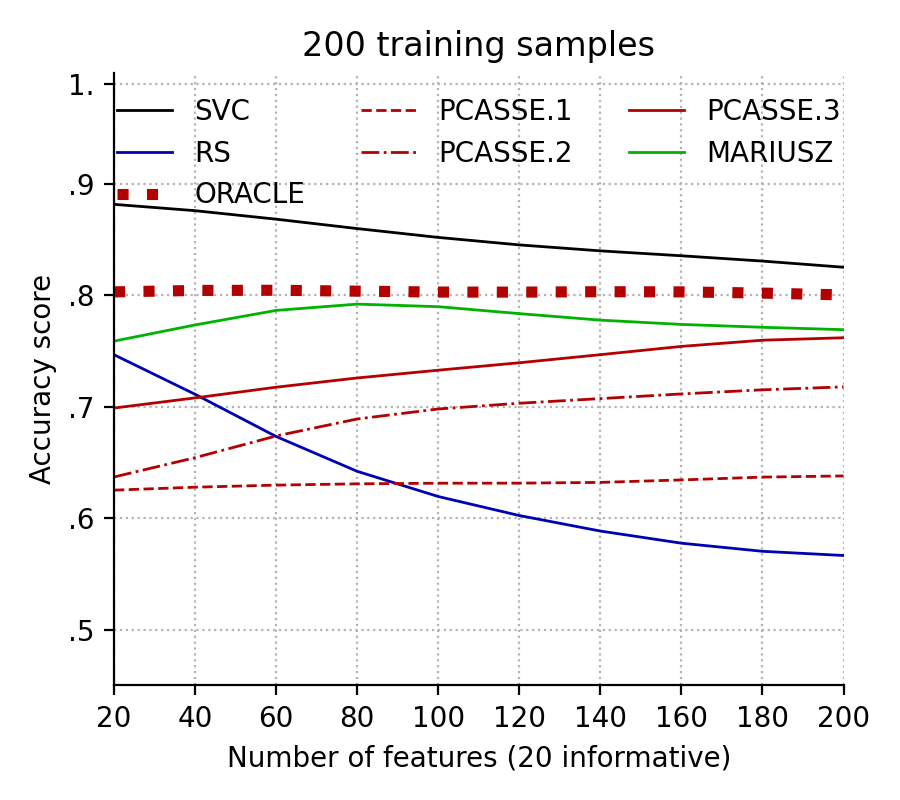 200 training samples
1.
.9
.8
.7
.6
.5
Accuracy score
SVC
RS
ORACLE
PCASSE.1
PCASSE.2
PCASSE.3
MARIUSZ
20 40 60 80 100 120 140 160 180 200
Number of features (20 informative)